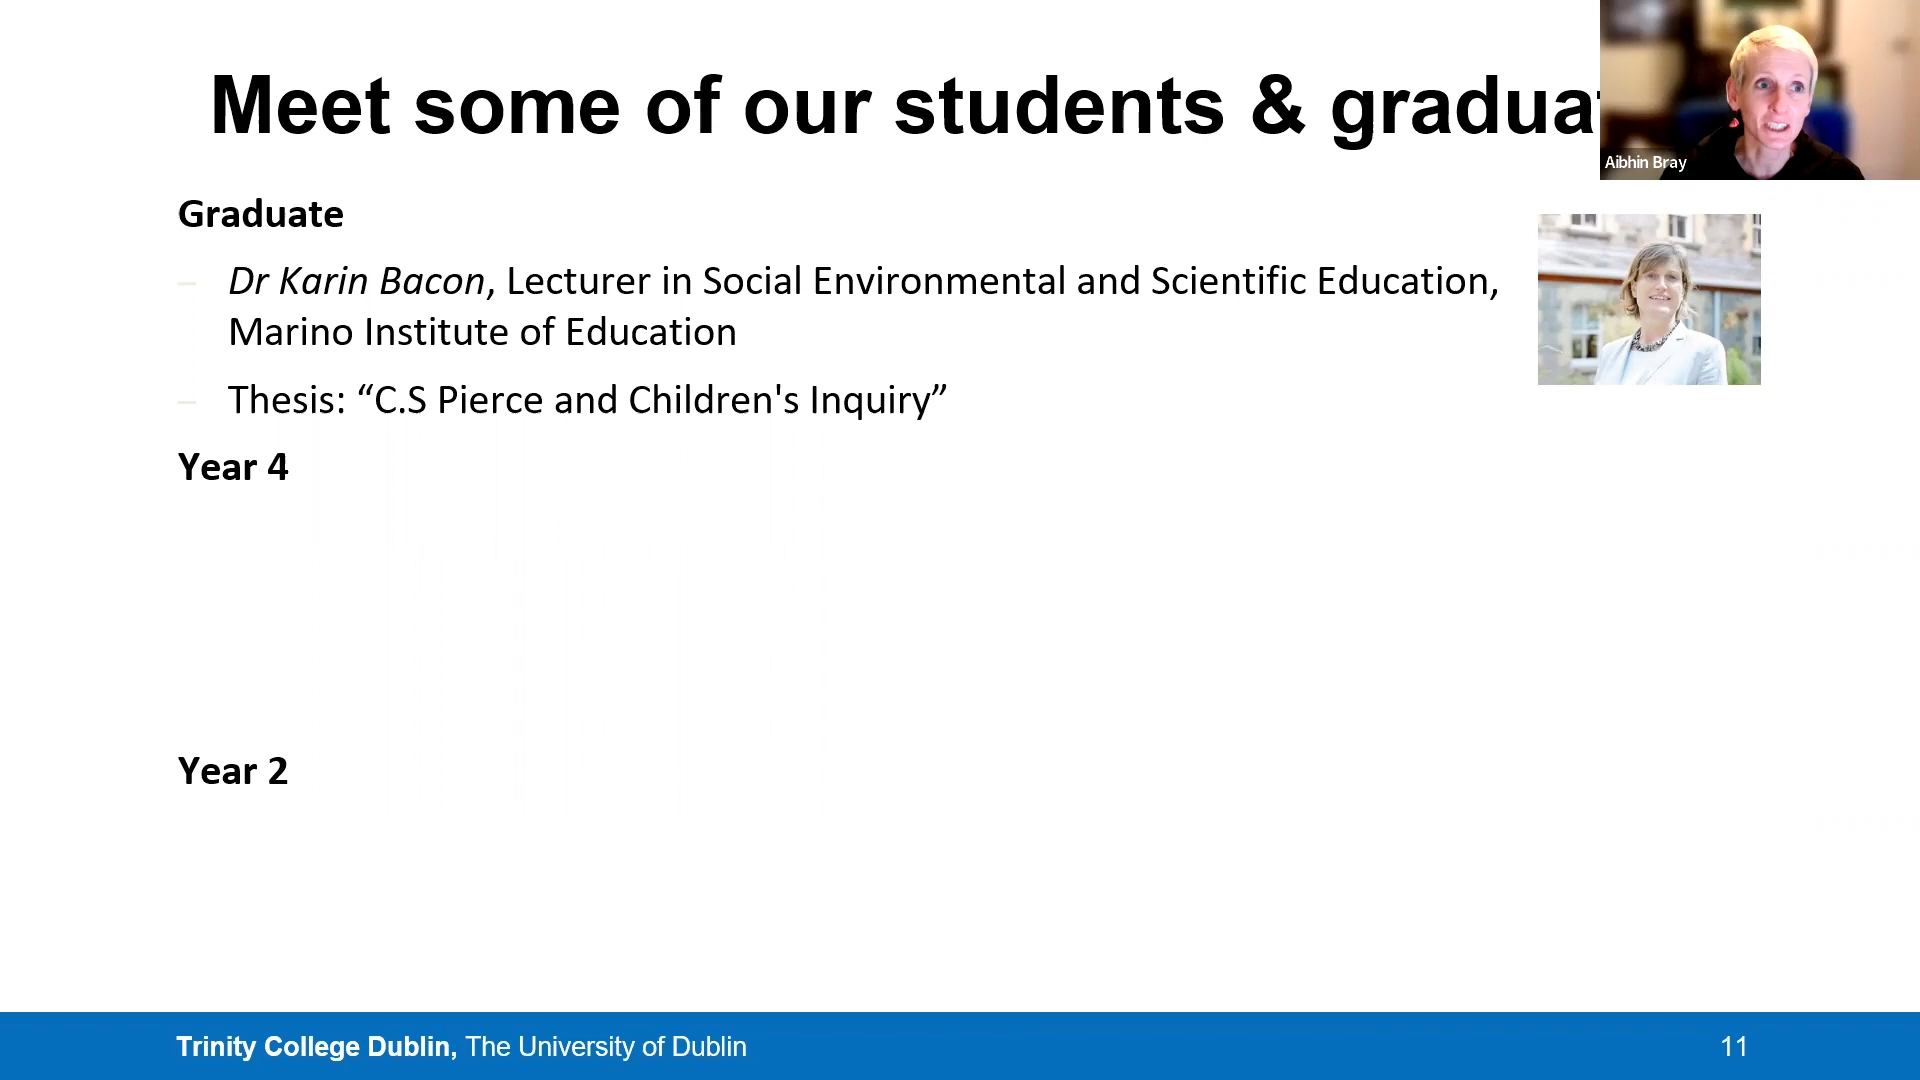 Meet some of our students & gradua
Aibhin Bray
Graduate
– Dr Karin Bacon, Lecturer in Social Environmental and Scientific Education,
Marino Institute of Education
– Thesis: “C.S Pierce and Children's Inquiry”
Year 4
Year 2
Trinity College Dublin, The University of Dublin
11